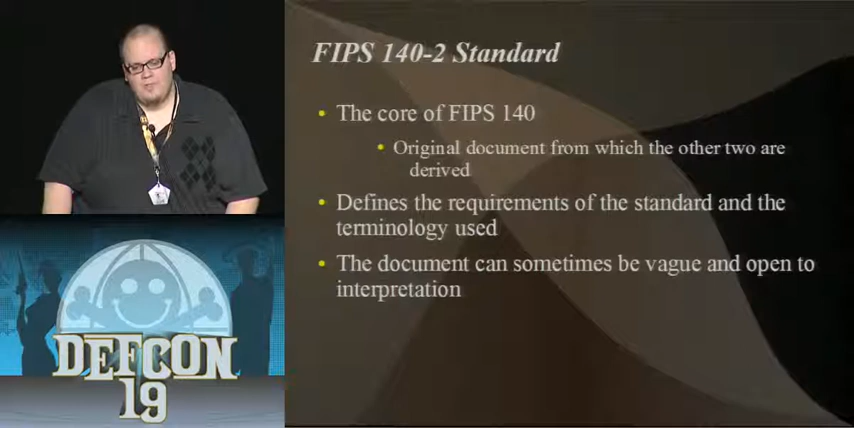 FIPS 140-2 Standard
The core of FIPS 140
Original document from which the other two are
derived
Defines the requirements of the standard and the
terminology used
The document can sometimes be vague and open to
interpretation
DEFCON
19